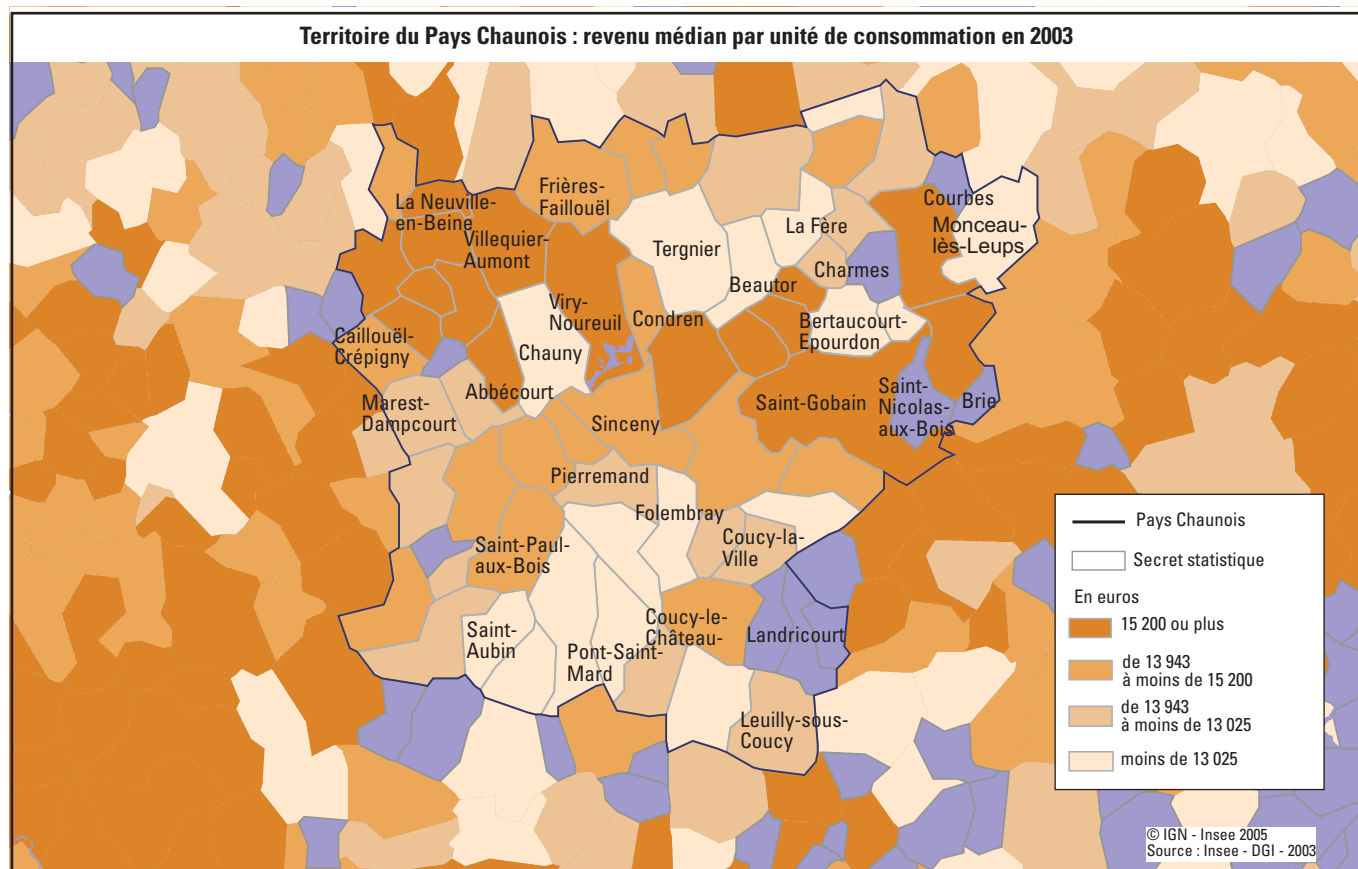 Territoire du Pays Chaunois : revenu médian par unité de consommation en 2003
La Neuville-
en-Beine
Frières-
Faillouël
Villequier-
Aumont
Tergnier
La Fère
Courbes
Monceau-
lès-Leups
Charmes
Beautor
Viry-
Noureuil
Condren
Bertaucourt-
Epourdon
Caillouël-
Crépigny
Chauny
Abbécourt
Marest-
Dampcourt
Sinceny
Saint-Gobain
Saint-
Nicolas-
aux-Bois
Brie
Pierremand
Folembray
Coucy-la-
Ville
Saint-Paul-
aux-Bois
Saint-
Aubin
Pont-Saint-
Mard
Coucy-le-
Château-
Landricourt
Leuilly-sous-
Coucy
Pays Chaunois
Secret statistique
En euros
15 200 ou plus
de 13 943
à moins de 15 200
de 13 943
à moins de 13 025
moins de 13 025
© IGN - Insee 2005
Source : Insee - DGI - 2003